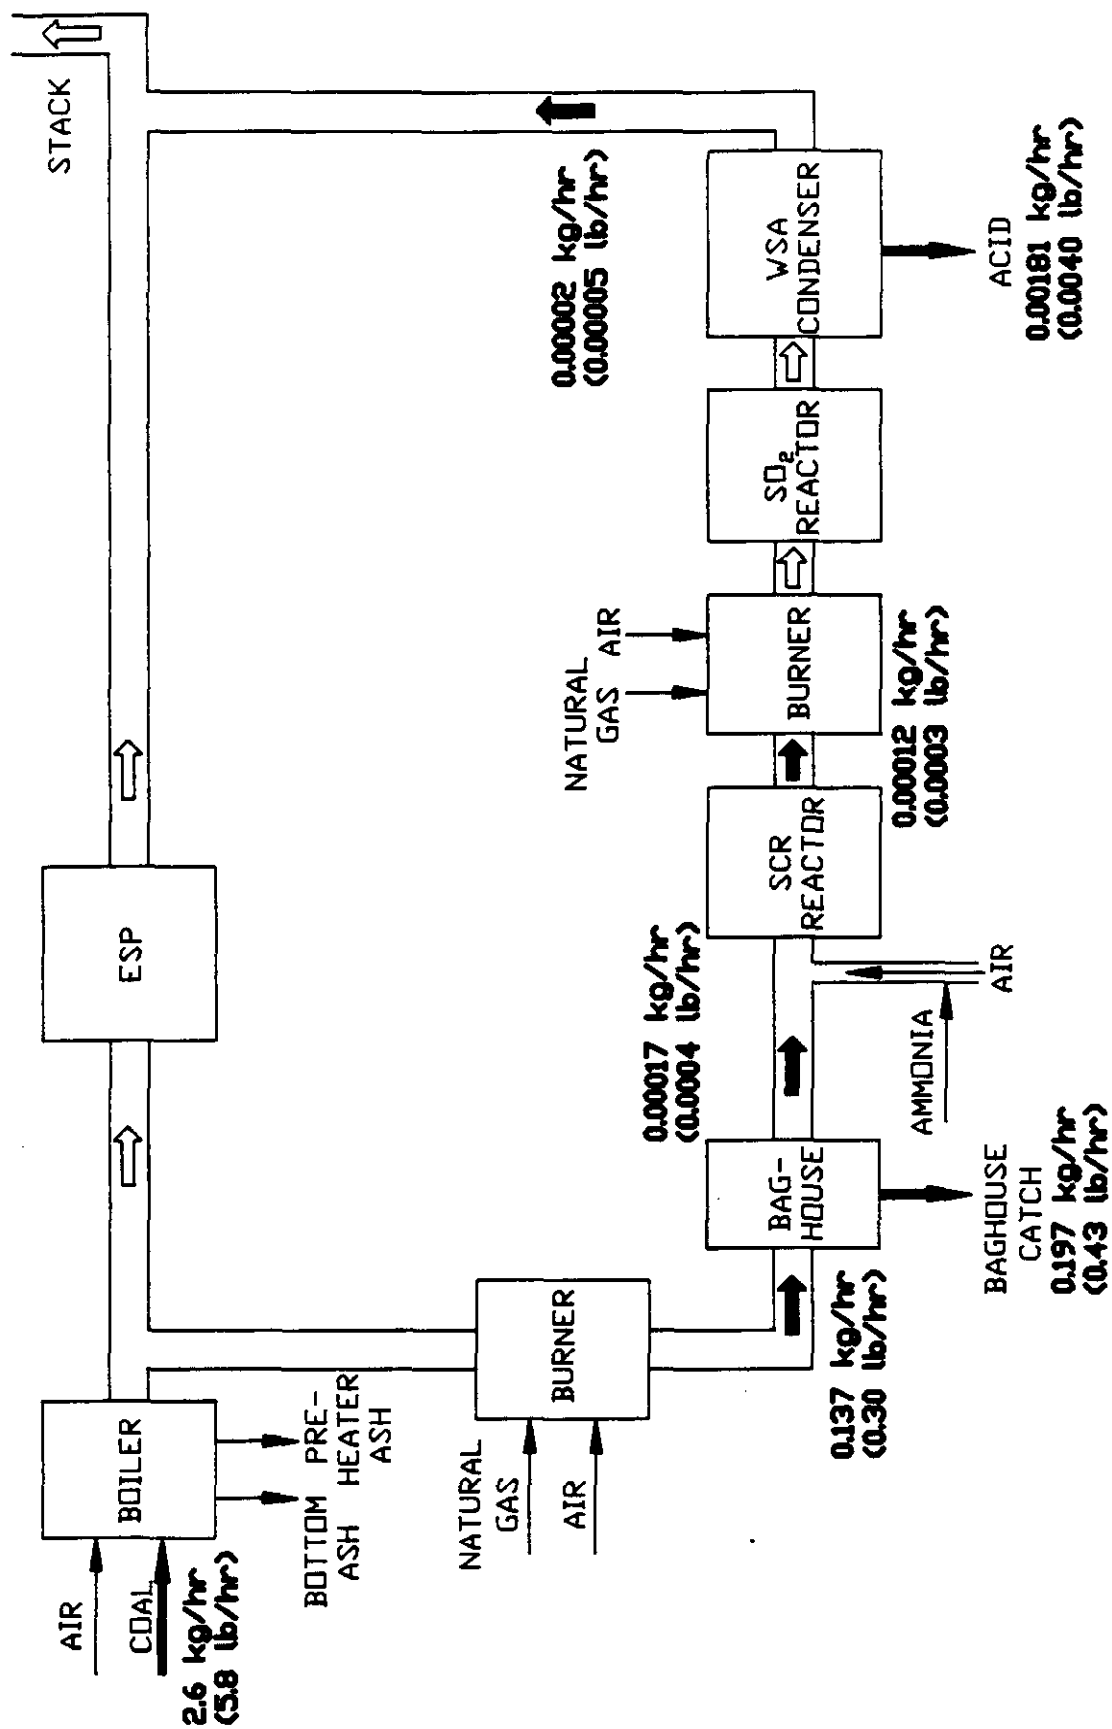 STACK
ESP
BOILER
AIR
COAL
2.6 kg/hr
(5.8 lb/hr)
BOTTOM
ASH
PRE-
HEATER
ASH
NATURAL
GAS
AIR
BURNER
0.137 kg/hr
(0.30 lb/hr)
BAG-
HOUSE
BAGHOUSE
CATCH
0.197 kg/hr
(0.43 lb/hr)
0.00017 kg/hr
(0.0004 lb/hr)
AMMONIA
AIR
SCR
REACTOR
0.00012 kg/hr
(0.0003 lb/hr)
NATURAL
GAS
AIR
BURNER
SO₂
REACTOR
WSA
CONDENSER
0.00002 kg/hr
(0.00005 lb/hr)
ACID
0.00181 kg/hr
(0.0040 lb/hr)